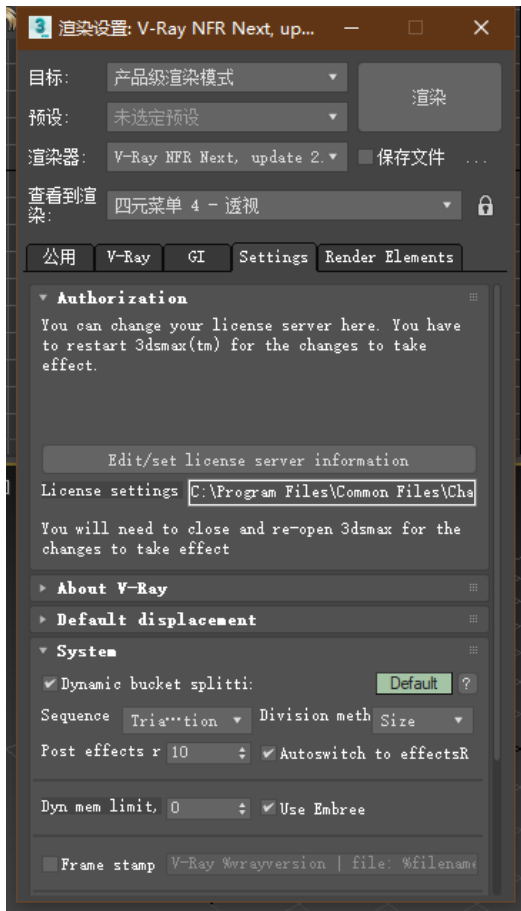 渲染设置: V-Ray NFR Next, up...
目标:
产品级渲染模式
渲染
预设:
未选定预设
渲染器:
V-Ray NFR Next, update 2.
保存文件
...
查看到渲
染:
四元菜单 4 - 透视
公用
V-Ray
GI
Settings
Render Elements
Authorization
You can change your license server here. You have
to restart 3dsmax(tm) for the changes to take
effect.
Edit/set license server information
License settings
C:\Program Files\Common Files\Cha
You will need to close and re-open 3dsmax for the
changes to take effect
About V-Ray
Default displacement
System
Dynamic bucket splitti:
Default
?
Sequence
Tria…tion
Division meth
Size
Post effects r
10
Autoswitch to effectsR
Dyn mem limit,
0
Use Embree
Frame stamp
V-Ray %vrayversion | file: %filename